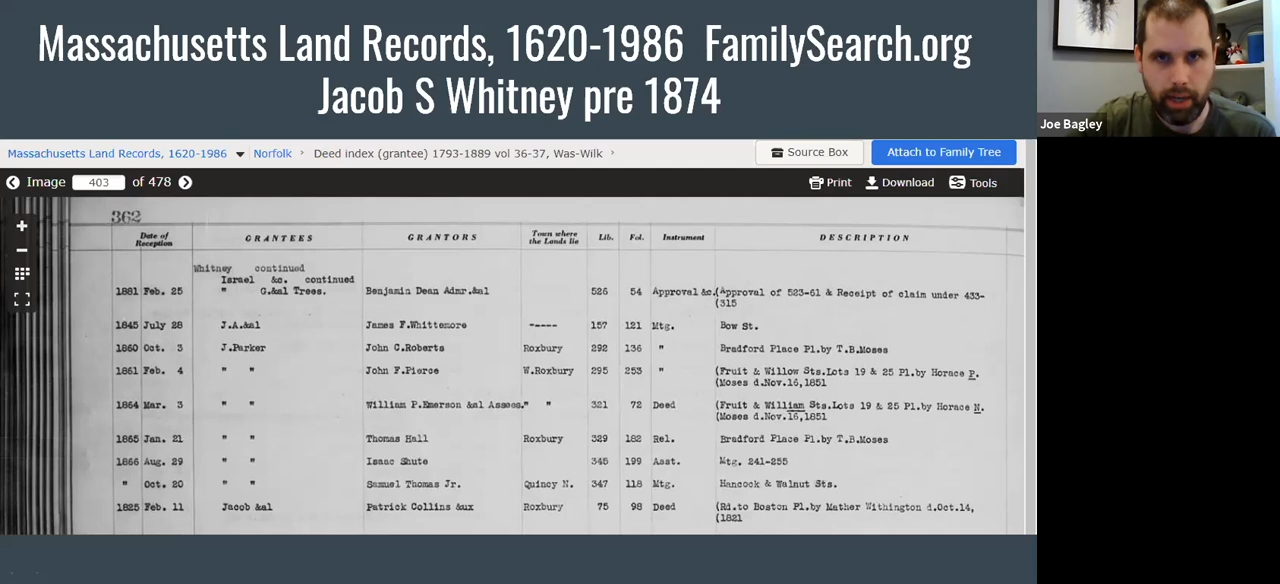 Massachusetts Land Records, 1620-1986 FamilySearch.org
Jacob S Whitney pre 1874
Joe Bagley
Massachusetts Land Records, 1620-1986 Norfolk Deed index (grantee) 1793-1889 vol 36-37, Was-Wilk Source Box Attach to Family Tree
Image 403 of 478 Print Download Tools
362
Date of Reception GRANTEES GRANTORS Town where the Lands lie Lib. Fol. Instrument DESCRIPTION
Whitney continued
Israel &c. continued
1881 Feb. 25 " G.&al Trees. Benjamin Dean Admr.&al 526 54 Approval &c. (Approval of 523-61 & Receipt of claim under 433-
(315
1845 July 28 J.A.&al James F.Whittemore ----- 157 121 Mtg. Bow St.
1860 Oct. 3 J.Parker John C.Roberts Roxbury 292 136 " Bradford Place Pl.by T.B.Moses
1861 Feb. 4 " " John F.Pierce W.Roxbury 295 253 " (Fruit & Willow Sts.Lots 19 & 25 Pl.by Horace P.
(Moses d.Nov.16,1851
1864 Mar. 3 " " William P.Emerson &al Assees. " " 321 72 Deed (Fruit & William Sts.Lots 19 & 25 Pl.by Horace N.
(Moses d.Nov.16,1851
1865 Jan. 21 " " Thomas Hall Roxbury 329 182 Rel. Bradford Place Pl.by T.B.Moses
1866 Aug. 29 " " Isaac Shute 345 199 Asst. Mtg. 241-255
" Oct. 20 " " Samuel Thomas Jr. Quincy N. 347 118 Mtg. Hancock & Walnut Sts.
1825 Feb. 11 Jacob &al Patrick Collins &ux Roxbury 75 98 Deed (Rd.to Boston Pl.by Mather Withington d.Oct.14,
(1821